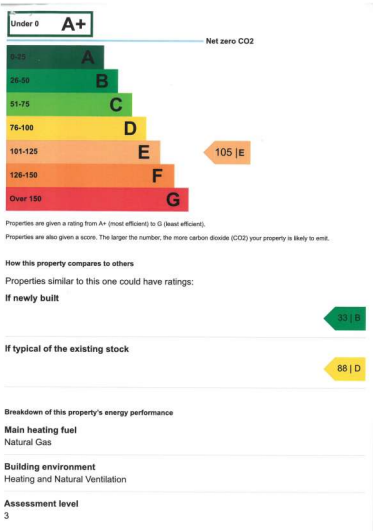 Under 0 A+
Net zero CO2
0-25 A
26-50 B
51-75 C
76-100 D
101-125 E 105 | E
126-150 F
Over 150 G
Properties are given a rating from A+ (most efficient) to G (least efficient).
Properties are also given a score. The larger the number, the more carbon dioxide (CO2) your property is likely to emit.
How this property compares to others
Properties similar to this one could have ratings:
If newly built
33 | B
If typical of the existing stock
88 | D
Breakdown of this property's energy performance
Main heating fuel
Natural Gas
Building environment
Heating and Natural Ventilation
Assessment level
3